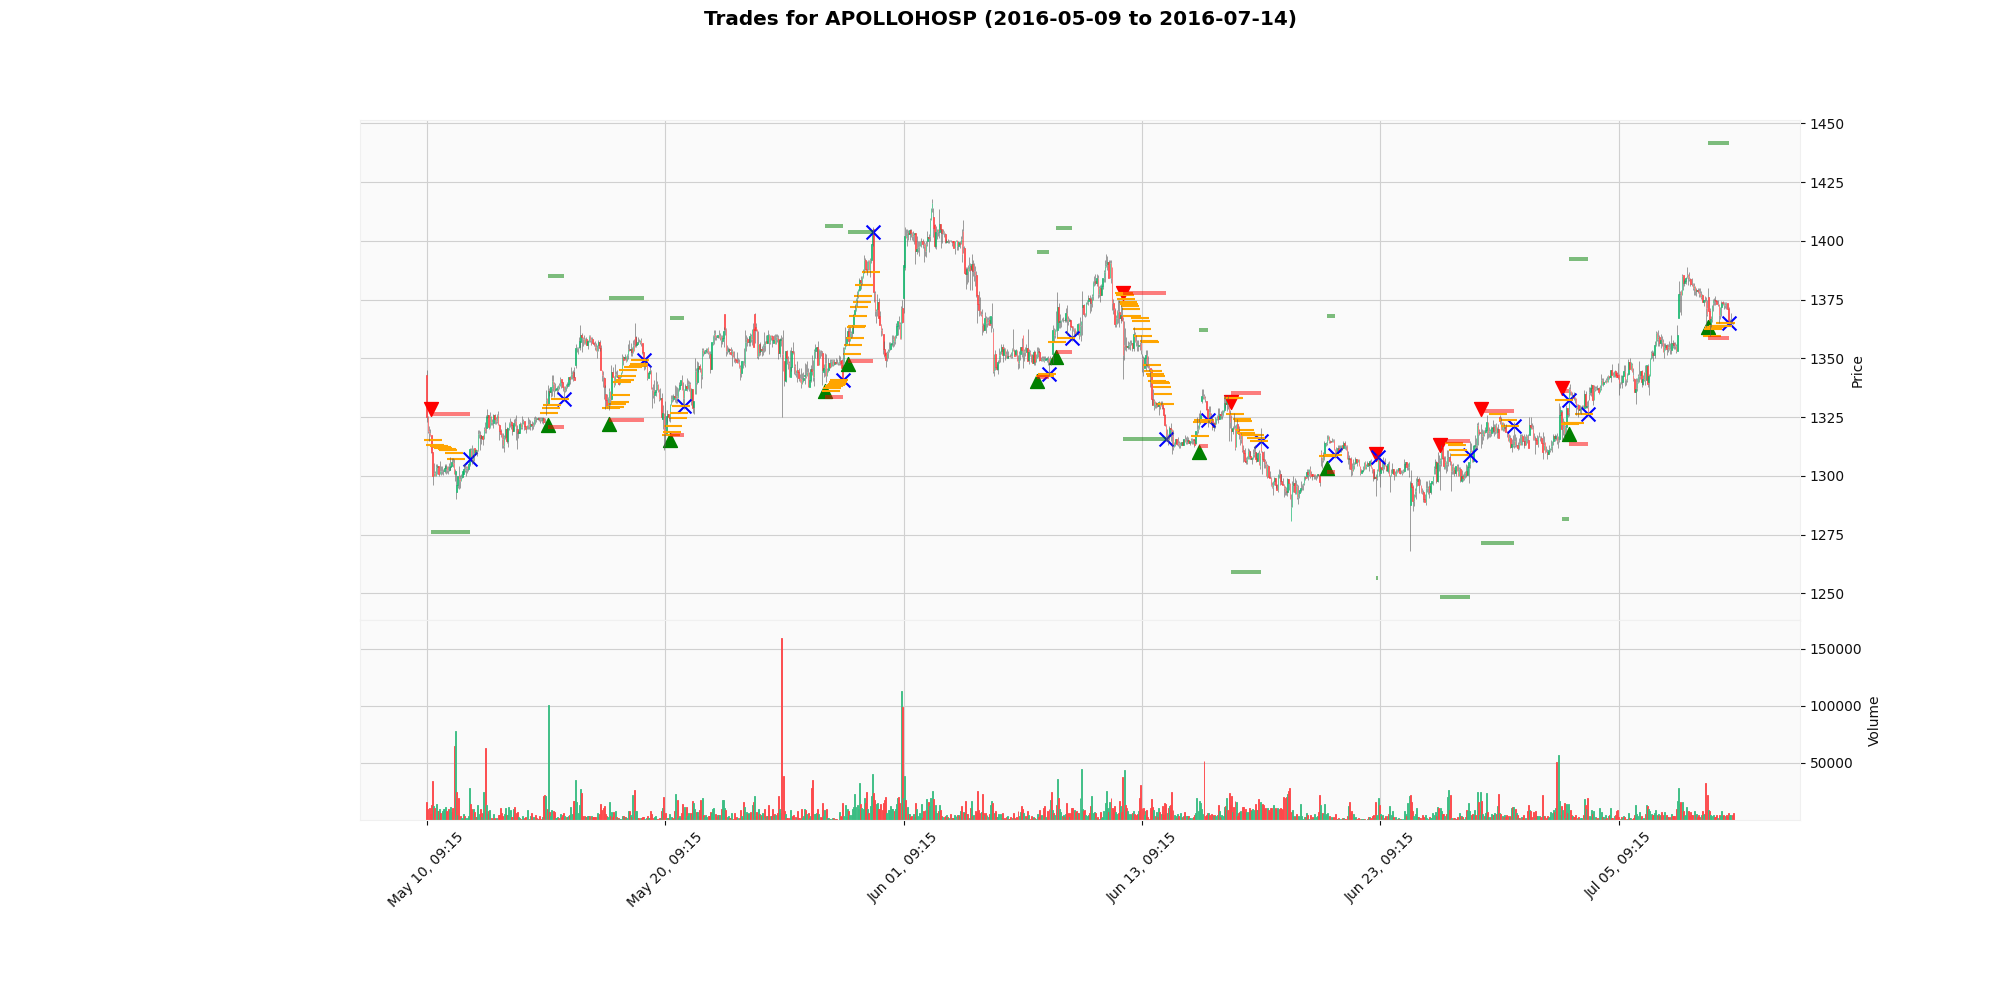 Trades for APOLLOHOSP (2016-05-09 to 2016-07-14)
1450
1425
1400
1375
1350
1325
1300
1275
1250
Price
150000
100000
50000
Volume
May 10, 09:15
May 20, 09:15
Jun 01, 09:15
Jun 13, 09:15
Jun 23, 09:15
Jul 05, 09:15